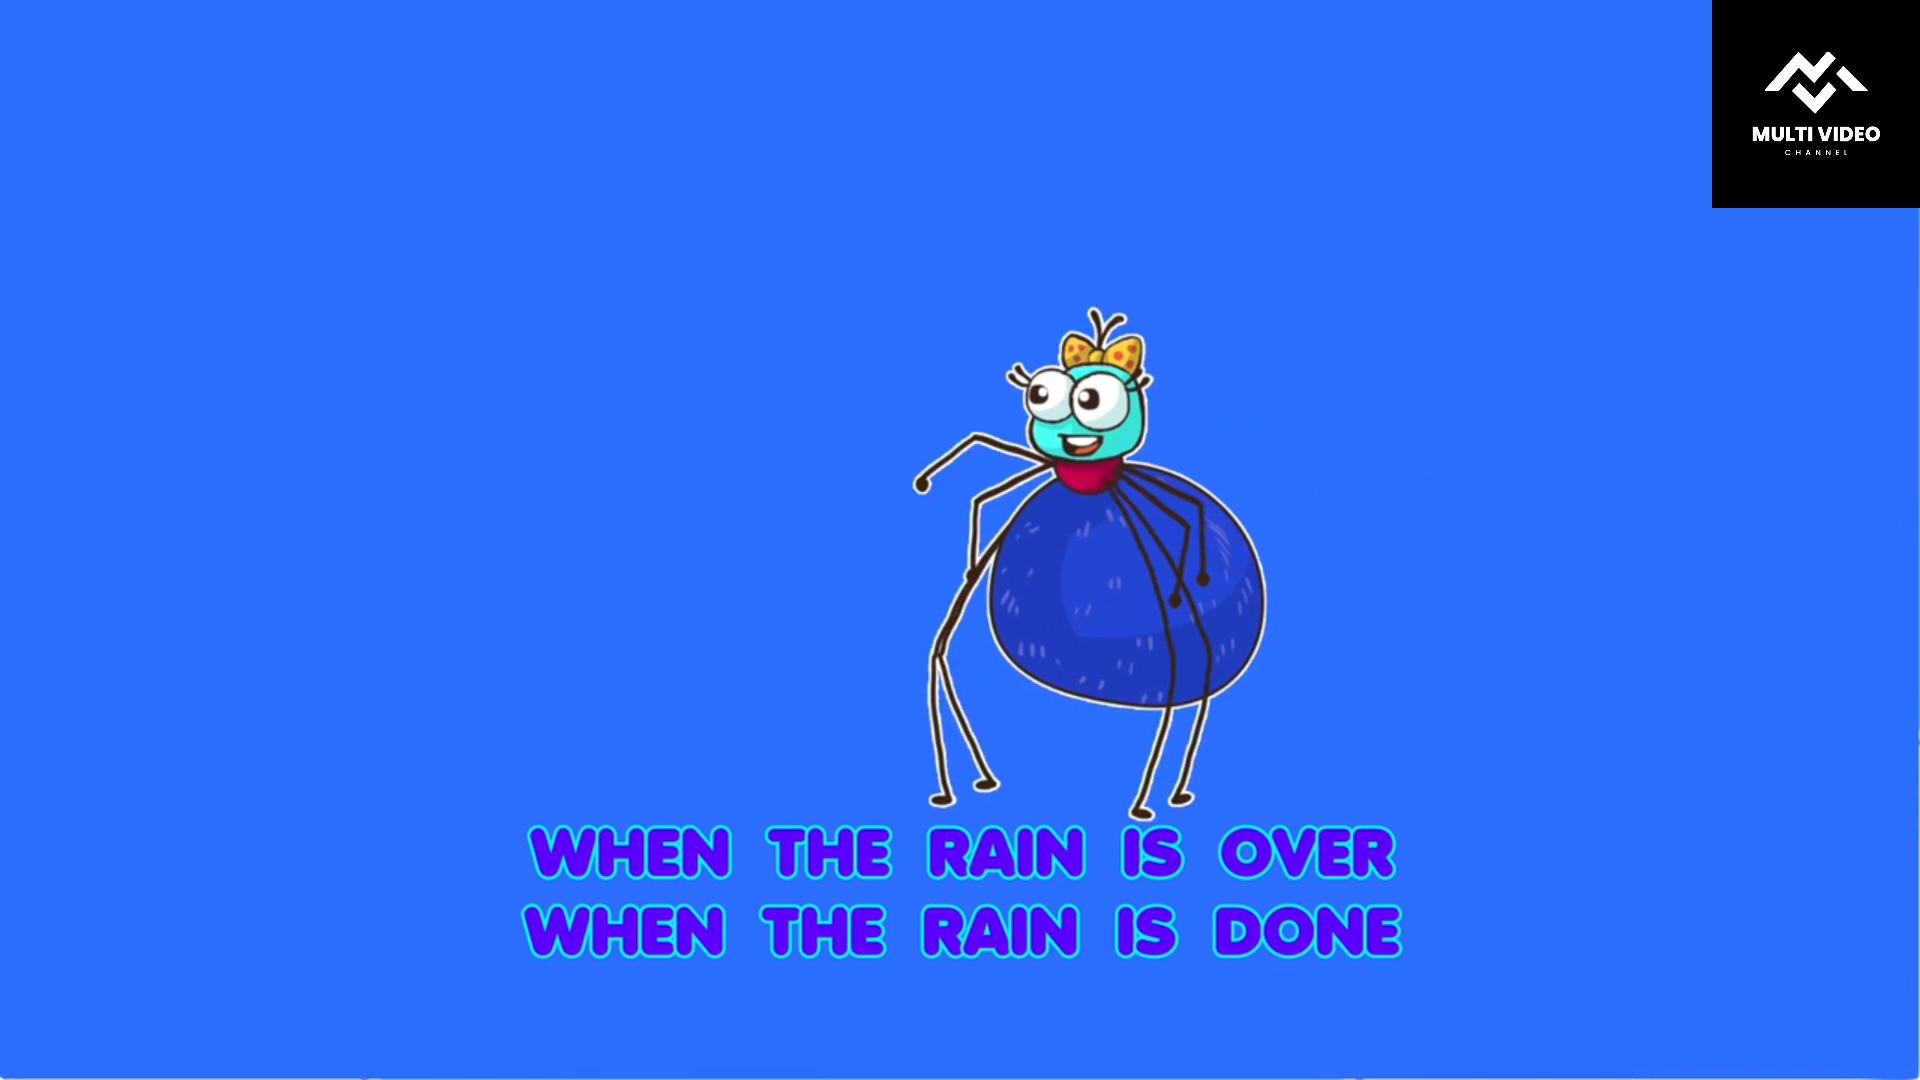 MULTI VIDEO
CHANNEL
WHEN THE RAIN IS OVER
WHEN THE RAIN IS DONE